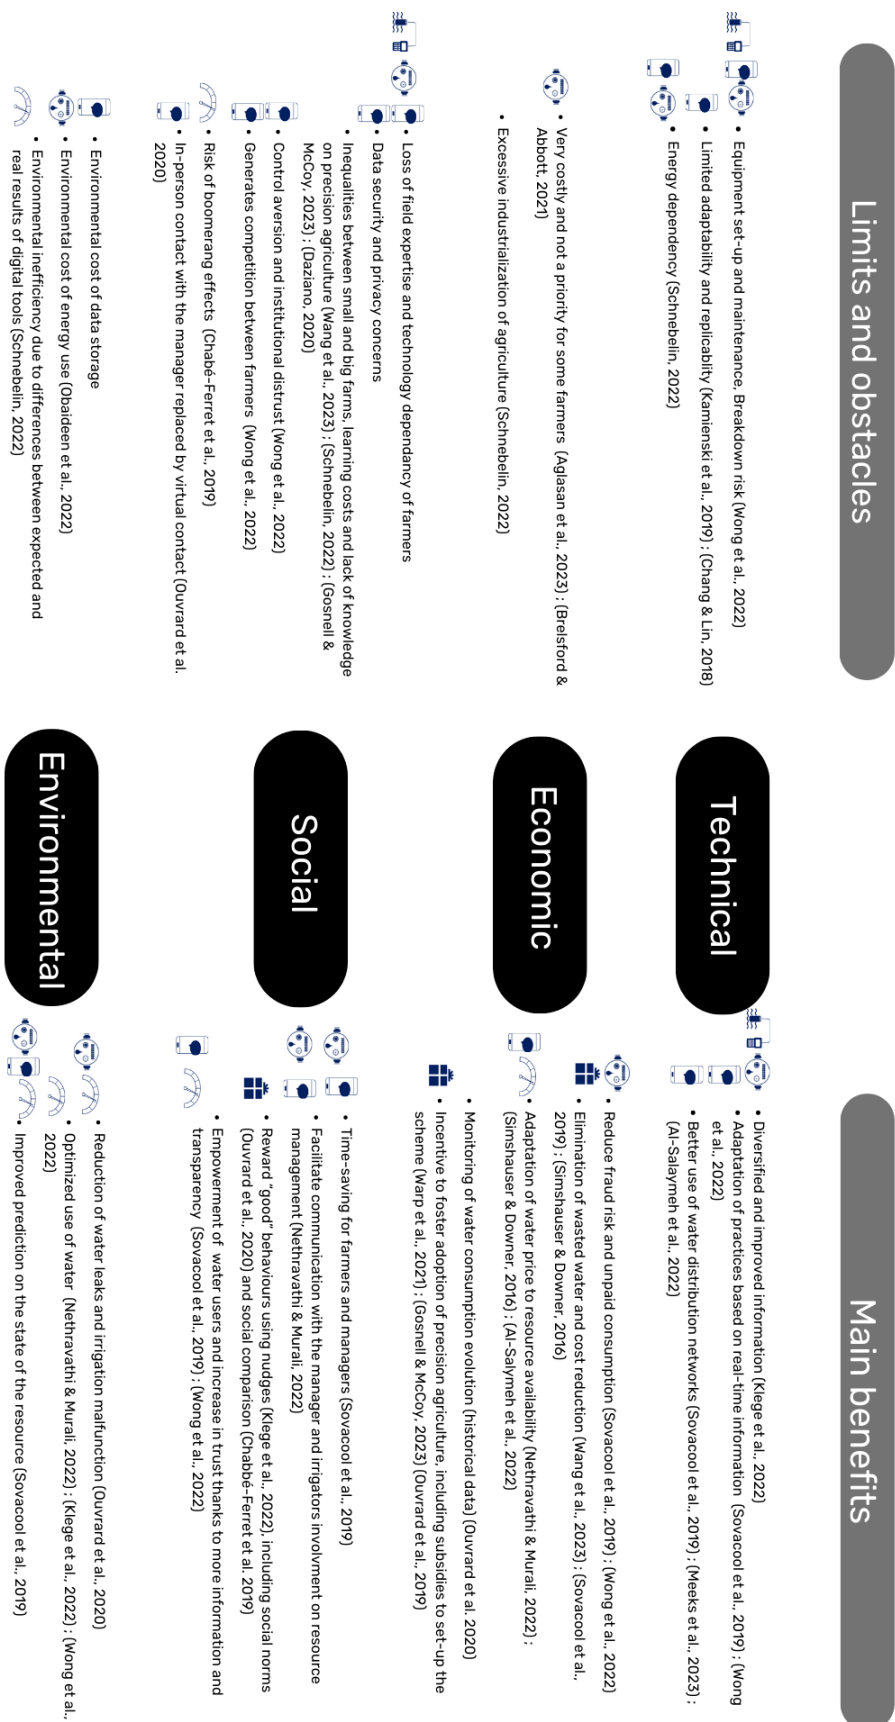 Limits and obstacles
Main benefits
• Equipment set-up and maintenance, Breakdown risk (Wong et al., 2022)
• Limited adaptability and replicablity (Kamienski et al., 2019) ; (Chang & Lin, 2018)
• Energy dependency (Schnebelin, 2022)
Technical
• Diversified and improved information (Klege et al., 2022)
• Adaptation of practices based on real-time information (Sovacool et al., 2019) ; (Wong
et al., 2022)
• Better use of water distribution networks (Sovacool et al., 2019) ; (Meeks et al., 2023) ;
(Al-Salaymeh et al., 2022)
• Very costly and not a priority for some farmers (Aglasan et al., 2023) ; (Brelsford &
Abbott, 2021)
• Excessive industrialization of agriculture (Schnebelin, 2022)
Economic
• Reduce fraud risk and unpaid consumption (Sovacool et al., 2019) ; (Wong et al., 2022)
• Elimination of wasted water and cost reduction (Wang et al., 2023) ; (Sovacool et al.,
2019) ; (Simshauser & Downer, 2016)
• Adaptation of water price to resource availability (Nethravathi & Murali, 2022) ;
(Simshauser & Downer, 2016) ; (Al-Salymeh et al., 2022)
• Monitoring of water consumption evolution (historical data) (Ouvrard et al. 2020)
• Incentive to foster adoption of precision agriculture, including subsidies to set-up the
scheme (Warp et al., 2021) ; (Gosnell & McCoy, 2023) (Ouvrard et al., 2019)
• Loss of field expertise and technology dependancy of farmers
• Data security and privacy concerns
• Inequalities between small and big farms, learning costs and lack of knowledge
on precision agriculture (Wang et al., 2023) ; (Schnebelin, 2022) ; (Gosnell &
McCoy, 2023) ; (Daziano, 2020)
• Control aversion and institutional distrust (Wong et al., 2022)
• Generates competition between farmers (Wong et al., 2022)
• Risk of boomerang effects (Chabé-Ferret et al., 2019)
• In-person contact with the manager replaced by virtual contact (Ouvrard et al.
2020)
Social
• Time-saving for farmers and managers (Sovacool et al., 2019)
• Facilitate communication with the manager and irrigators involvment on resource
management (Nethravathi & Murali, 2022)
• Reward "good" behaviours using nudges (Klege et al., 2022), including social norms
(Ouvrard et al., 2020) and social comparison (Chabbé-Ferret et al. 2019)
• Empowerment of water users and increase in trust thanks to more information and
transparency (Sovacool et al., 2019) ; (Wong et al., 2022)
• Environmental cost of data storage
• Environmental cost of energy use (Obaideen et al., 2022)
• Environmental inefficiency due to differences between expected and
real results of digital tools (Schnebelin, 2022)
Environmental
• Reduction of water leaks and irrigation malfunction (Ouvrard et al., 2020)
• Optimized use of water (Nethravathi & Murali, 2022) ; (Klege et al., 2022) ; (Wong et al.,
2022)
• Improved prediction on the state of the resource (Sovacool et al., 2019)